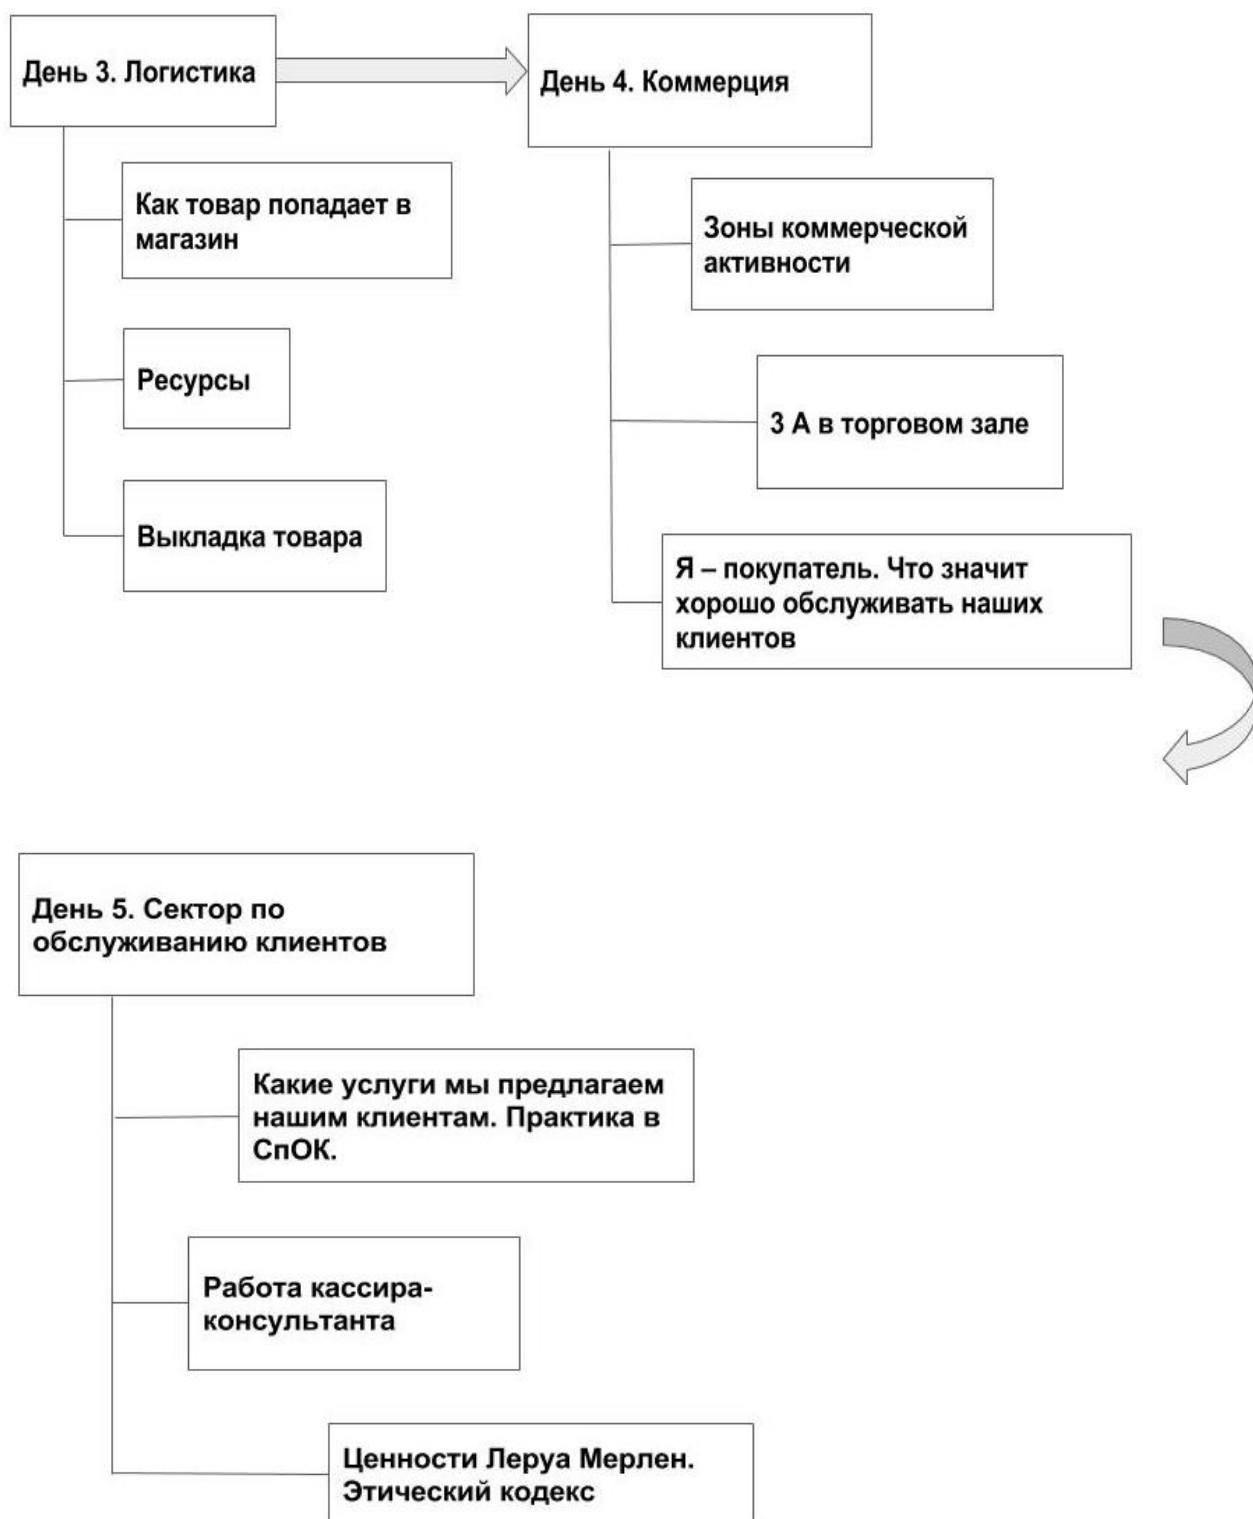 День 3. Логистика
Как товар попадает в
магазин
Ресурсы
Выкладка товара
День 4. Коммерция
Зоны коммерческой
активности
3 А в торговом зале
Я – покупатель. Что значит
хорошо обслуживать наших
клиентов
День 5. Сектор по
обслуживанию клиентов
Какие услуги мы предлагаем
нашим клиентам. Практика в
СпОК.
Работа кассира-
консультанта
Ценности Леруа Мерлен.
Этический кодекс